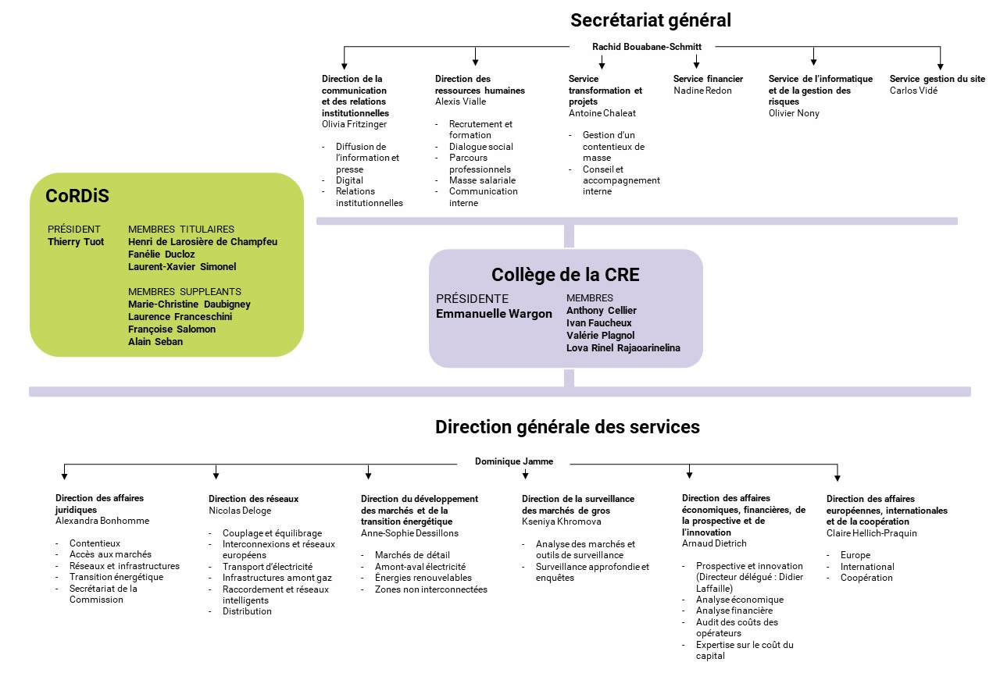 Secrétariat général
Rachid Bouabane-Schmitt
Direction de la
communication
et des relations
institutionnelles
Olivia Fritzinger
- Diffusion de
l'information et
presse
- Digital
- Relations
institutionnelles
Direction des
ressources humaines
Alexis Vialle
- Recrutement et
formation
- Dialogue social
- Parcours
professionnels
- Masse salariale
- Communication
interne
Service
transformation et
projets
Antoine Chaleat
- Gestion d'un
contentieux de
masse
- Conseil et
accompagnement
interne
Service financier
Nadine Redon
Service de l'informatique
et de la gestion des
risques
Olivier Nony
Service gestion du site
Carlos Vidé
CoRDiS
PRÉSIDENT
Thierry Tuot
MEMBRES TITULAIRES
Henri de Larosière de Champfeu
Fanélie Ducloz
Laurent-Xavier Simonel
MEMBRES SUPPLEANTS
Marie-Christine Daubigney
Laurence Franceschini
Françoise Salomon
Alain Seban
Collège de la CRE
PRÉSIDENTE
Emmanuelle Wargon
MEMBRES
Anthony Cellier
Ivan Faucheux
Valérie Plagnol
Lova Rinel Rajaoarinelina
Direction générale des services
Dominique Jamme
Direction des affaires
juridiques
Alexandra Bonhomme
- Contentieux
- Accès aux marchés
- Réseaux et infrastructures
- Transition énergétique
- Secrétariat de la
Commission
Direction des réseaux
Nicolas Deloge
- Couplage et équilibrage
- Interconnexions et réseaux
européens
- Transport d'électricité
- Infrastructures amont gaz
- Raccordement et réseaux
intelligents
- Distribution
Direction du développement
des marchés et de la
transition énergétique
Anne-Sophie Dessillons
- Marchés de détail
- Amont-aval électricité
- Énergies renouvelables
- Zones non interconnectées
Direction de la surveillance
des marchés de gros
Kseniya Khromova
- Analyse des marchés et
outils de surveillance
- Surveillance approfondie et
enquêtes
Direction des affaires
économiques, financières, de
la prospective et de
l'innovation
Arnaud Dietrich
- Prospective et innovation
(Directeur délégué : Didier
Laffaille)
- Analyse économique
- Analyse financière
- Audit des coûts des
opérateurs
- Expertise sur le coût du
capital
Direction des affaires
européennes, internationales
et de la coopération
Claire Hellich-Praquin
- Europe
- International
- Coopération